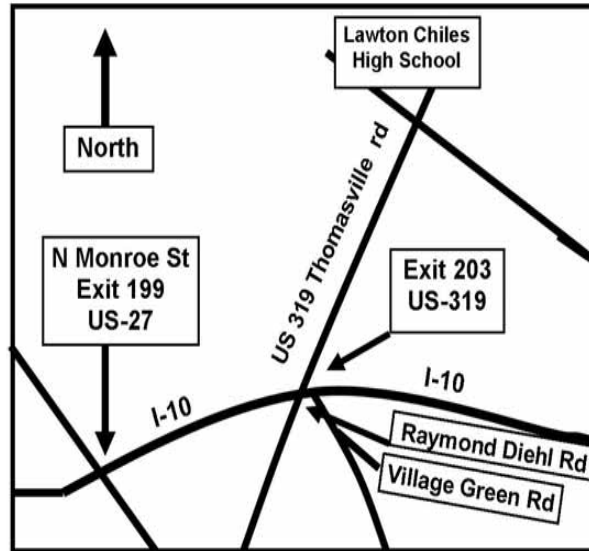 Lawton Chiles
High School
North
US 319 Thomasville rd
N Monroe St
Exit 199
US-27
Exit 203
US-319
I-10
I-10
Raymond Diehl Rd
Village Green Rd